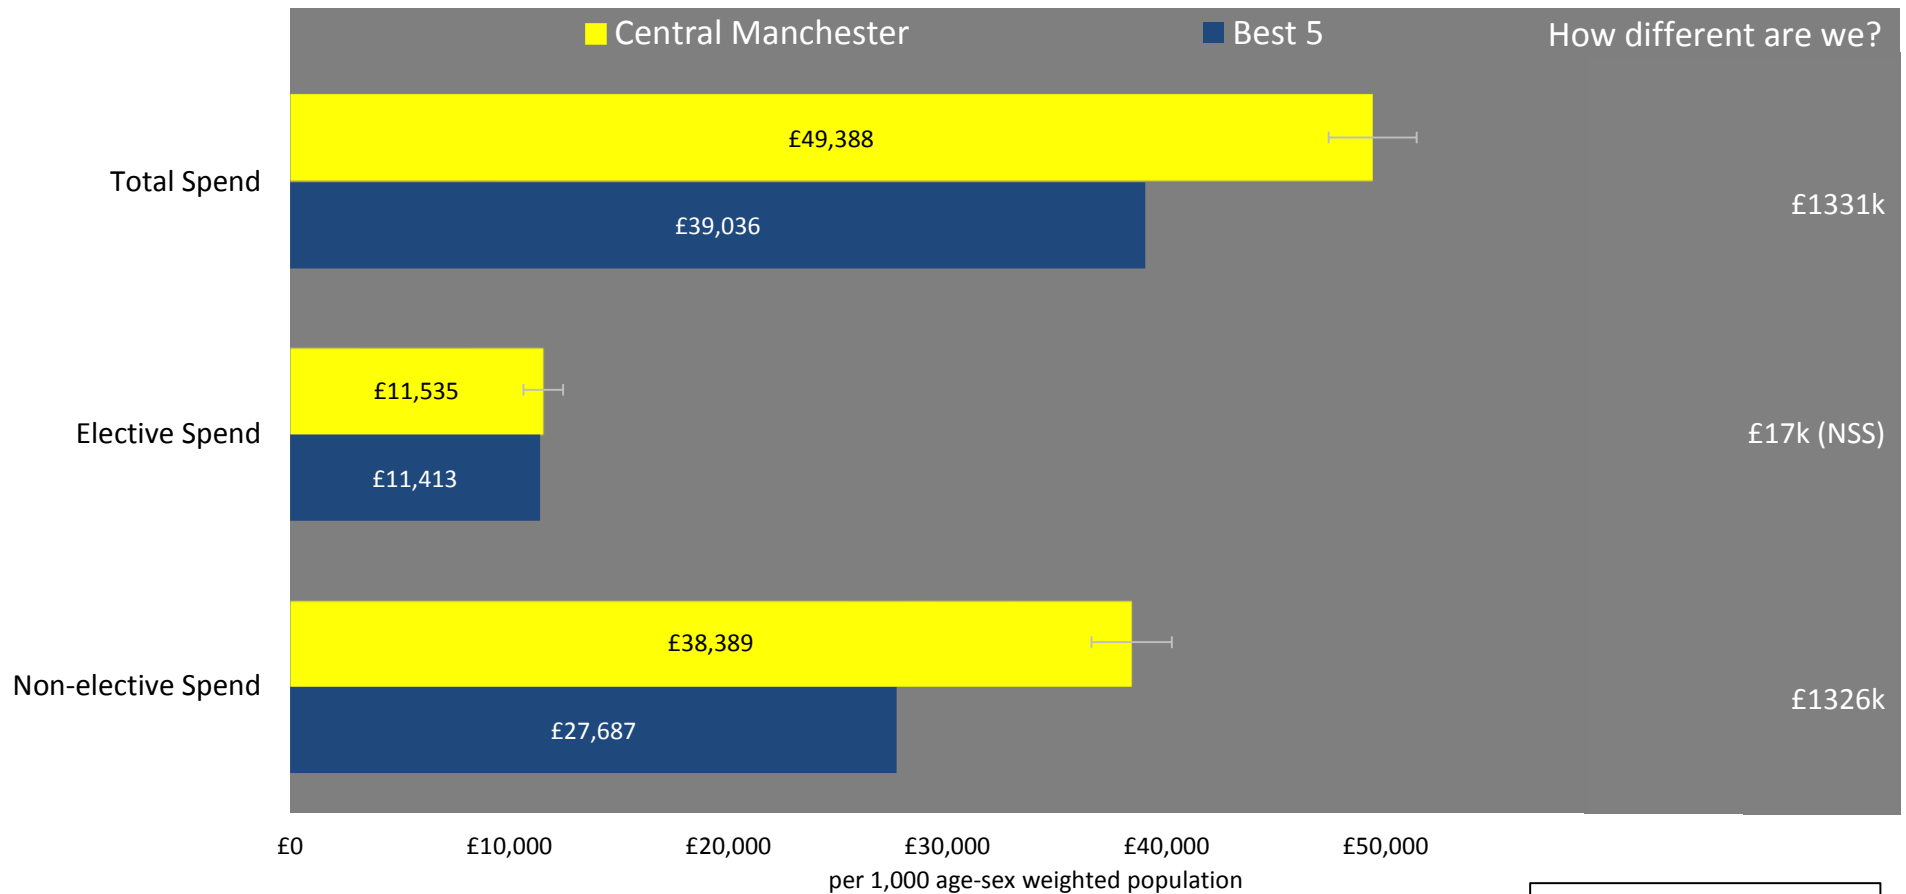 Central Manchester
Best 5
How different are we?
Total Spend
£49,388
£39,036
£1331k
Elective Spend
£11,535
£11,413
£17k (NSS)
Non-elective Spend
£38,389
£27,687
£1326k
£0 £10,000 £20,000 £30,000 £40,000 £50,000
per 1,000 age-sex weighted population